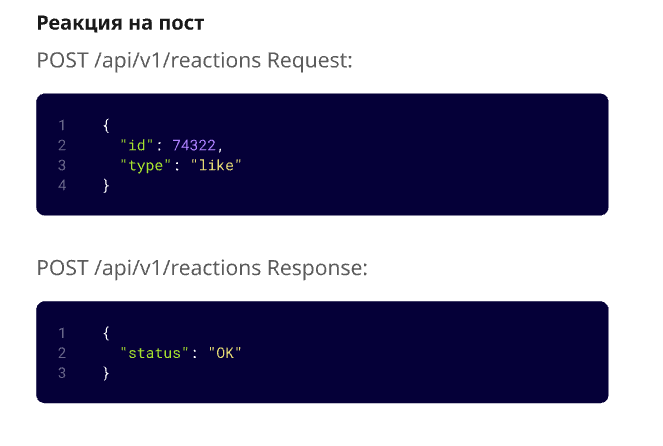 Реакция на пост
POST /api/v1/reactions Request:
1 {
2 "id": 74322,
3 "type": "like"
4 }
POST /api/v1/reactions Response:
1 {
2 "status": "OK"
3 }